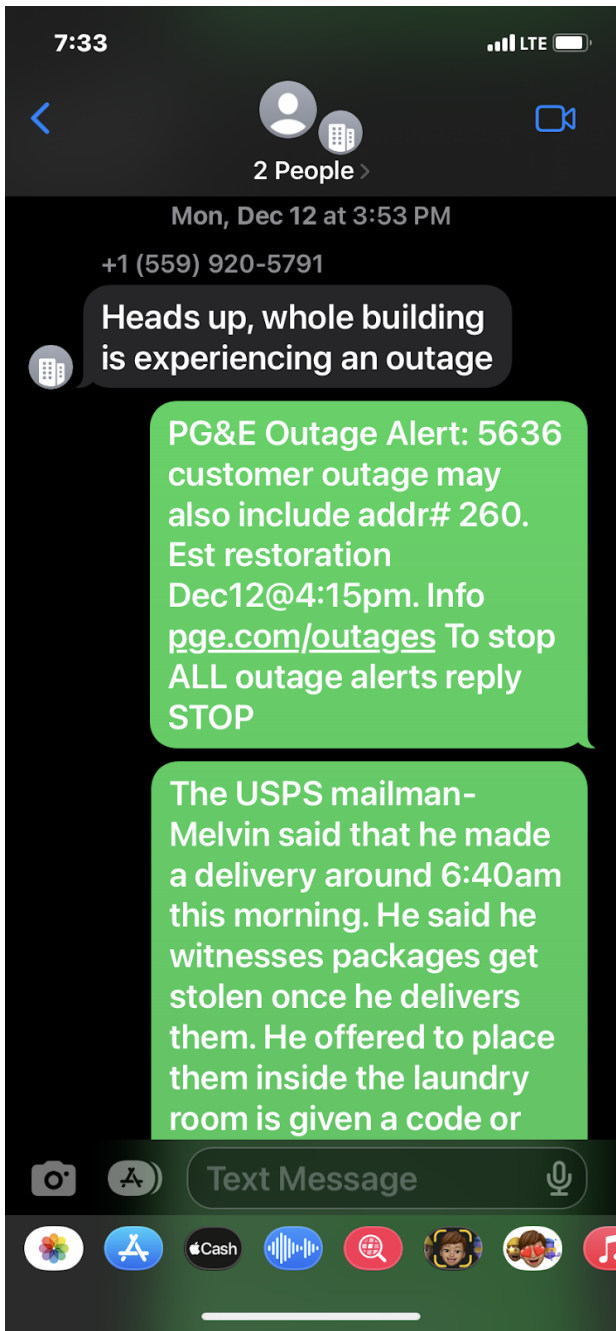 7:33
LTE
2 People >
Mon, Dec 12 at 3:53 PM
+1 (559) 920-5791
Heads up, whole building
is experiencing an outage
PG&E Outage Alert: 5636
customer outage may
also include addr# 260.
Est restoration
Dec12@4:15pm. Info
pge.com/outages To stop
ALL outage alerts reply
STOP
The USPS mailman-
Melvin said that he made
a delivery around 6:40am
this morning. He said he
witnesses packages get
stolen once he delivers
them. He offered to place
them inside the laundry
room is given a code or
Text Message
Cash